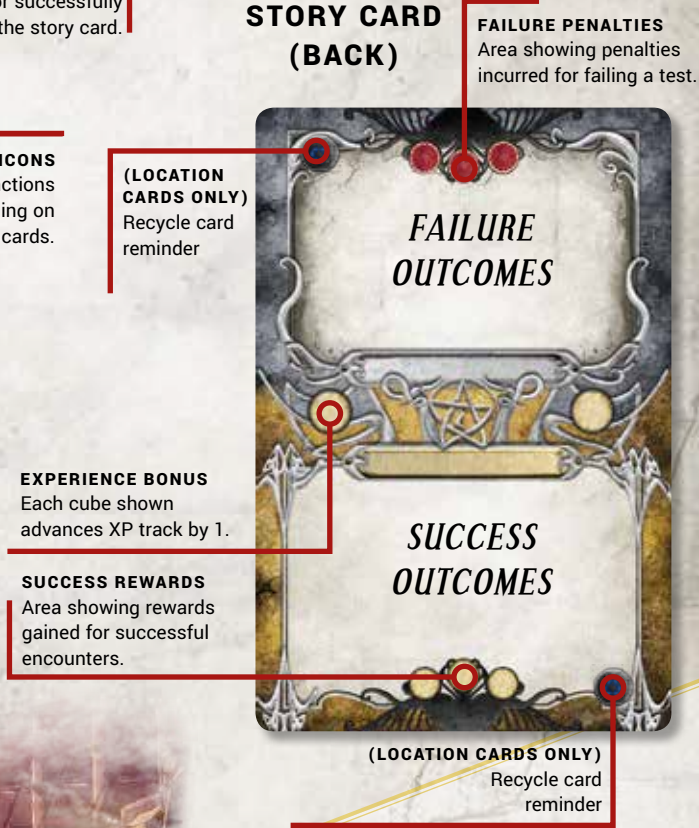 or successfully
the story card.
ICONS
ctions
ing on
cards.
STORY CARD
(BACK)
FAILURE PENALTIES
Area showing penalties
incurred for failing a test.
(LOCATION
CARDS ONLY)
Recycle card
reminder
FAILURE
OUTCOMES
EXPERIENCE BONUS
Each cube shown
advances XP track by 1.
SUCCESS REWARDS
Area showing rewards
gained for successful
encounters.
SUCCESS
OUTCOMES
(LOCATION CARDS ONLY)
Recycle card
reminder